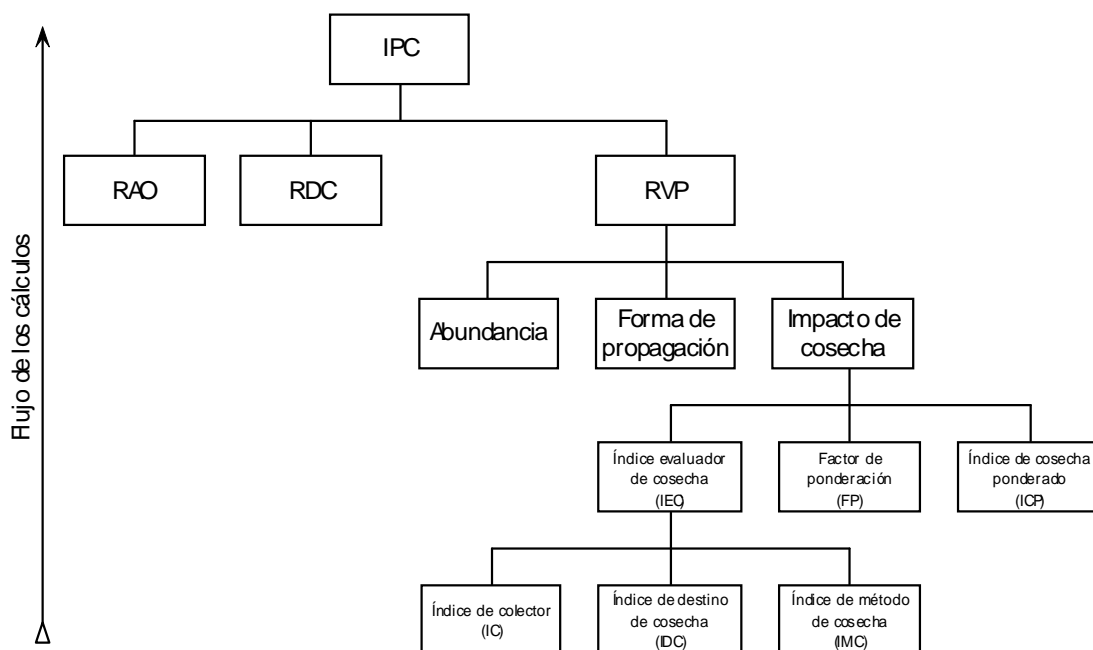 IPC
RAO
RDC
RVP
Flujo de los cálculos
Abundancia
Forma de
propagación
Impacto de
cosecha
Índice evaluador
de cosecha
(IEC)
Factor de
ponderación
(FP)
Índice de cosecha
ponderado
(ICP)
Índice de colector
(IC)
Índice de destino
de cosecha
(IDC)
Índice de método
de cosecha
(IMC)